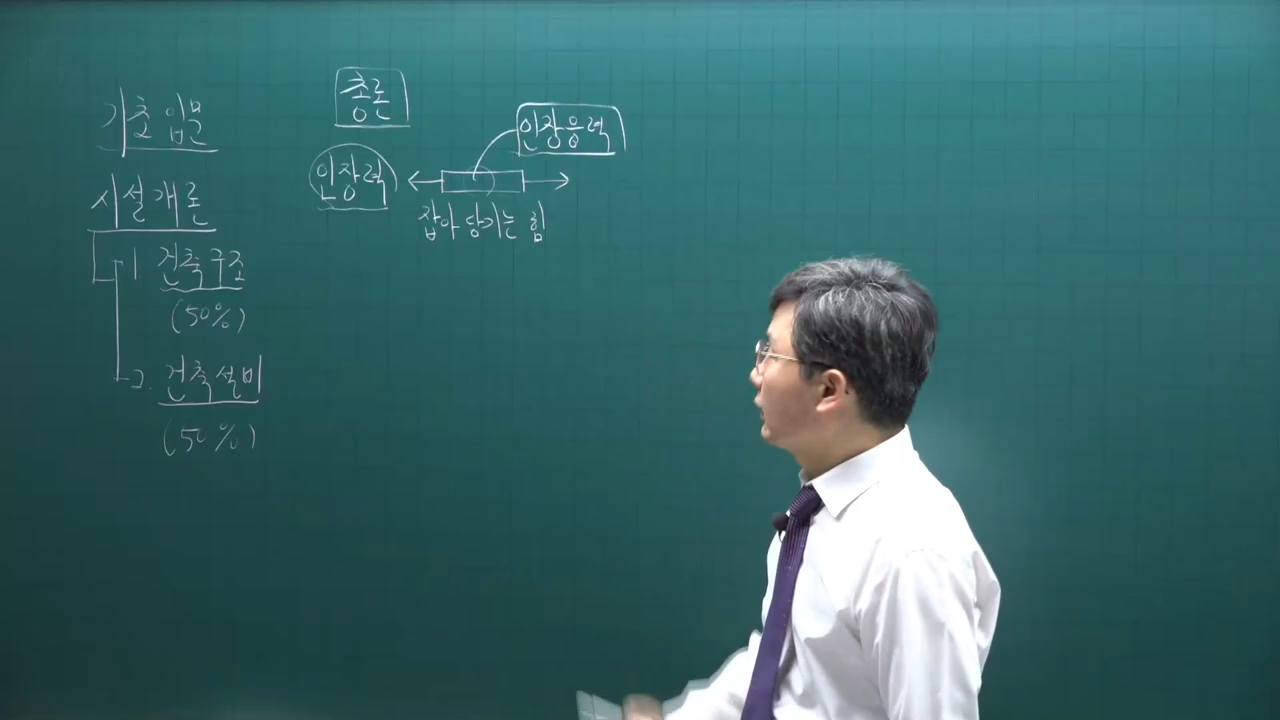 기초입문
시설개론
1 건축구조
(50%)
2. 건축설비
(50%)
총론
인장응력
인장력
잡아당기는 힘